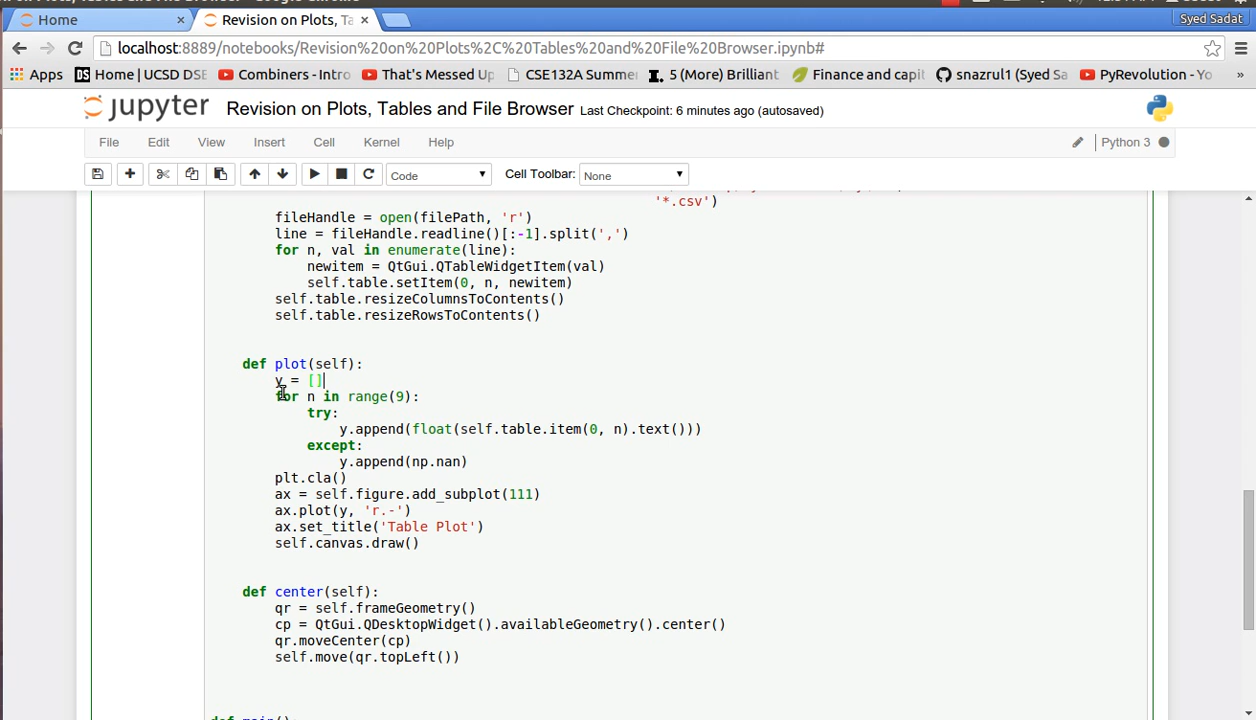 Syed Sadat
Home × Revision on Plots, Ta ×
localhost:8889/notebooks/Revision%20on%20Plots%2C%20Tables%20and%20File%20Browser.ipynb#
Apps DS Home | UCSD DSE Combiners - Intro That's Messed Up CSE132A Summe 5 (More) Brilliant Finance and capit snazrul1 (Syed Sa PyRevolution - Yo »
jupyter Revision on Plots, Tables and File Browser Last Checkpoint: 6 minutes ago (autosaved)
File Edit View Insert Cell Kernel Help Python 3
Code Cell Toolbar: None
'*.csv')
fileHandle = open(filePath, 'r')
line = fileHandle.readline()[:-1].split(',')
for n, val in enumerate(line):
newitem = QtGui.QTableWidgetItem(val)
self.table.setItem(0, n, newitem)
self.table.resizeColumnsToContents()
self.table.resizeRowsToContents()
def plot(self):
y = []
for n in range(9):
try:
y.append(float(self.table.item(0, n).text()))
except:
y.append(np.nan)
plt.cla()
ax = self.figure.add_subplot(111)
ax.plot(y, 'r.-')
ax.set_title('Table Plot')
self.canvas.draw()
def center(self):
qr = self.frameGeometry()
cp = QtGui.QDesktopWidget().availableGeometry().center()
qr.moveCenter(cp)
self.move(qr.topLeft())
def main():